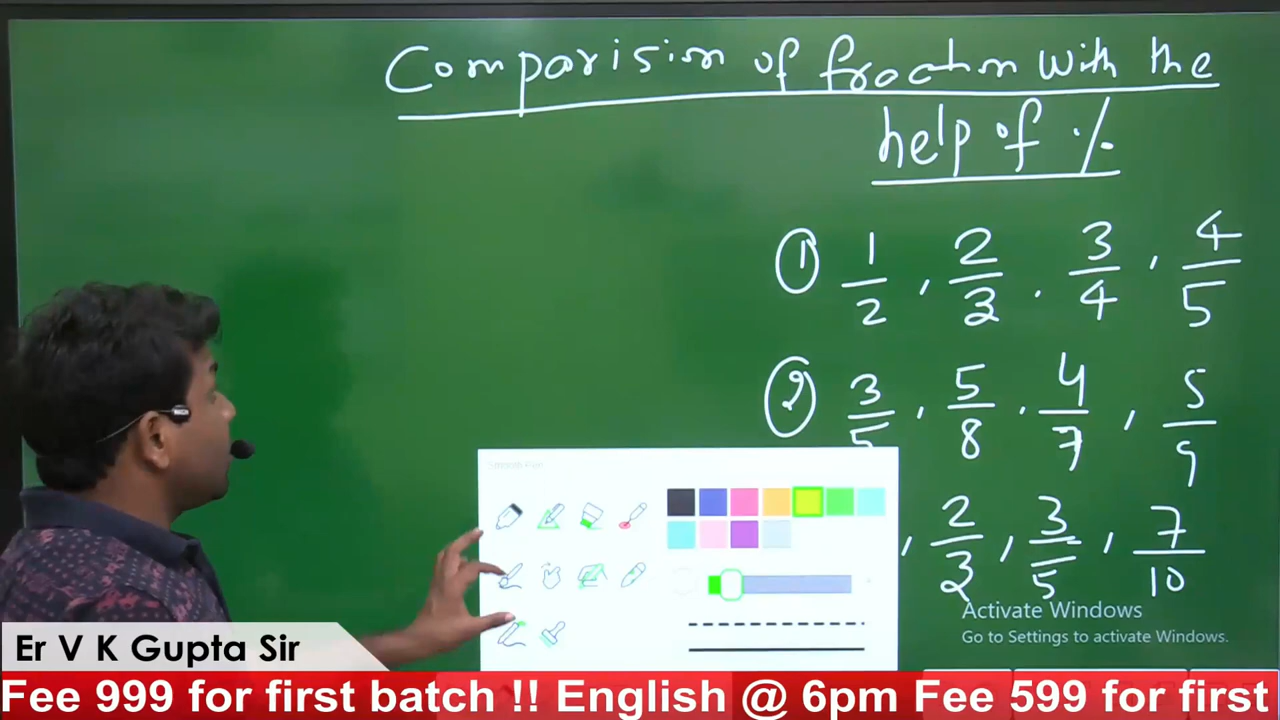 Comparision of fraction with the
help of %
① 1/2 , 2/3 . 3/4 , 4/5
② 3/5 , 5/8 . 4/7 , 5/9
, 2/3 , 3/5 , 7/10
Activate Windows
Go to Settings to activate Windows.
Er V K Gupta Sir
Fee 999 for first batch !! English @ 6pm Fee 599 for first